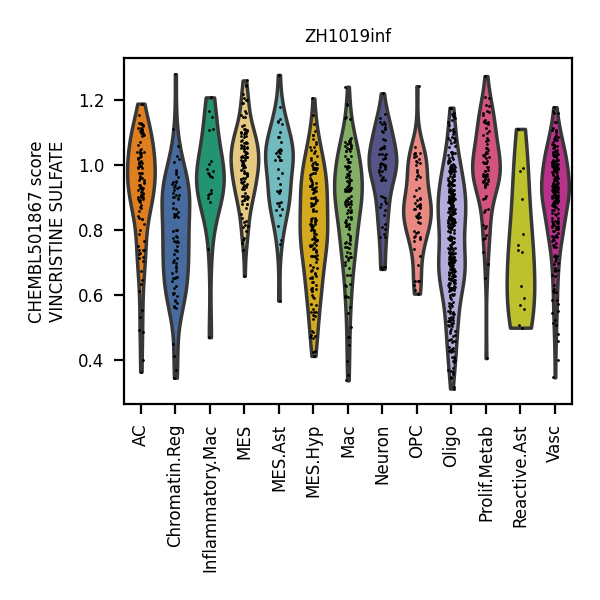 ZH1019inf
CHEMBL501867 score
VINCRISTINE SULFATE
1.2
1.0
0.8
0.6
0.4
AC
Chromatin.Reg
Inflammatory.Mac
MES
MES.Ast
MES.Hyp
Mac
Neuron
OPC
Oligo
Prolif.Metab
Reactive.Ast
Vasc